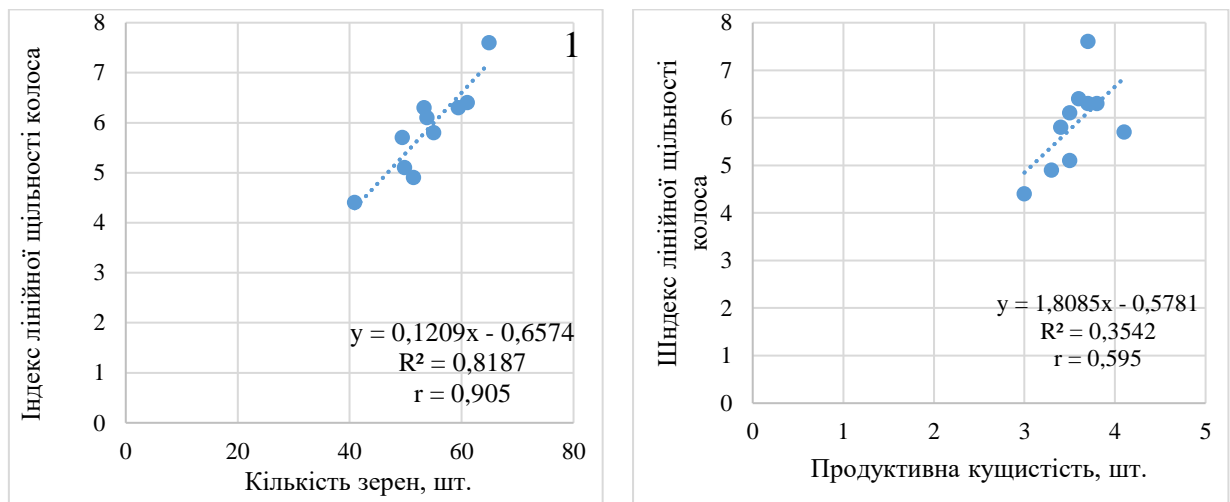 Індекс лінійної щільності колоса
8
7
6
5
4
3
2
1
0
0 20 40 60 80
Кількість зерен, шт.
1
y = 0,1209x - 0,6574
R² = 0,8187
r = 0,905
Шндекс лінійної щільності
колоса
8
7
6
5
4
3
2
1
0
0 1 2 3 4 5
Продуктивна кущистість, шт.
y = 1,8085x - 0,5781
R² = 0,3542
r = 0,595